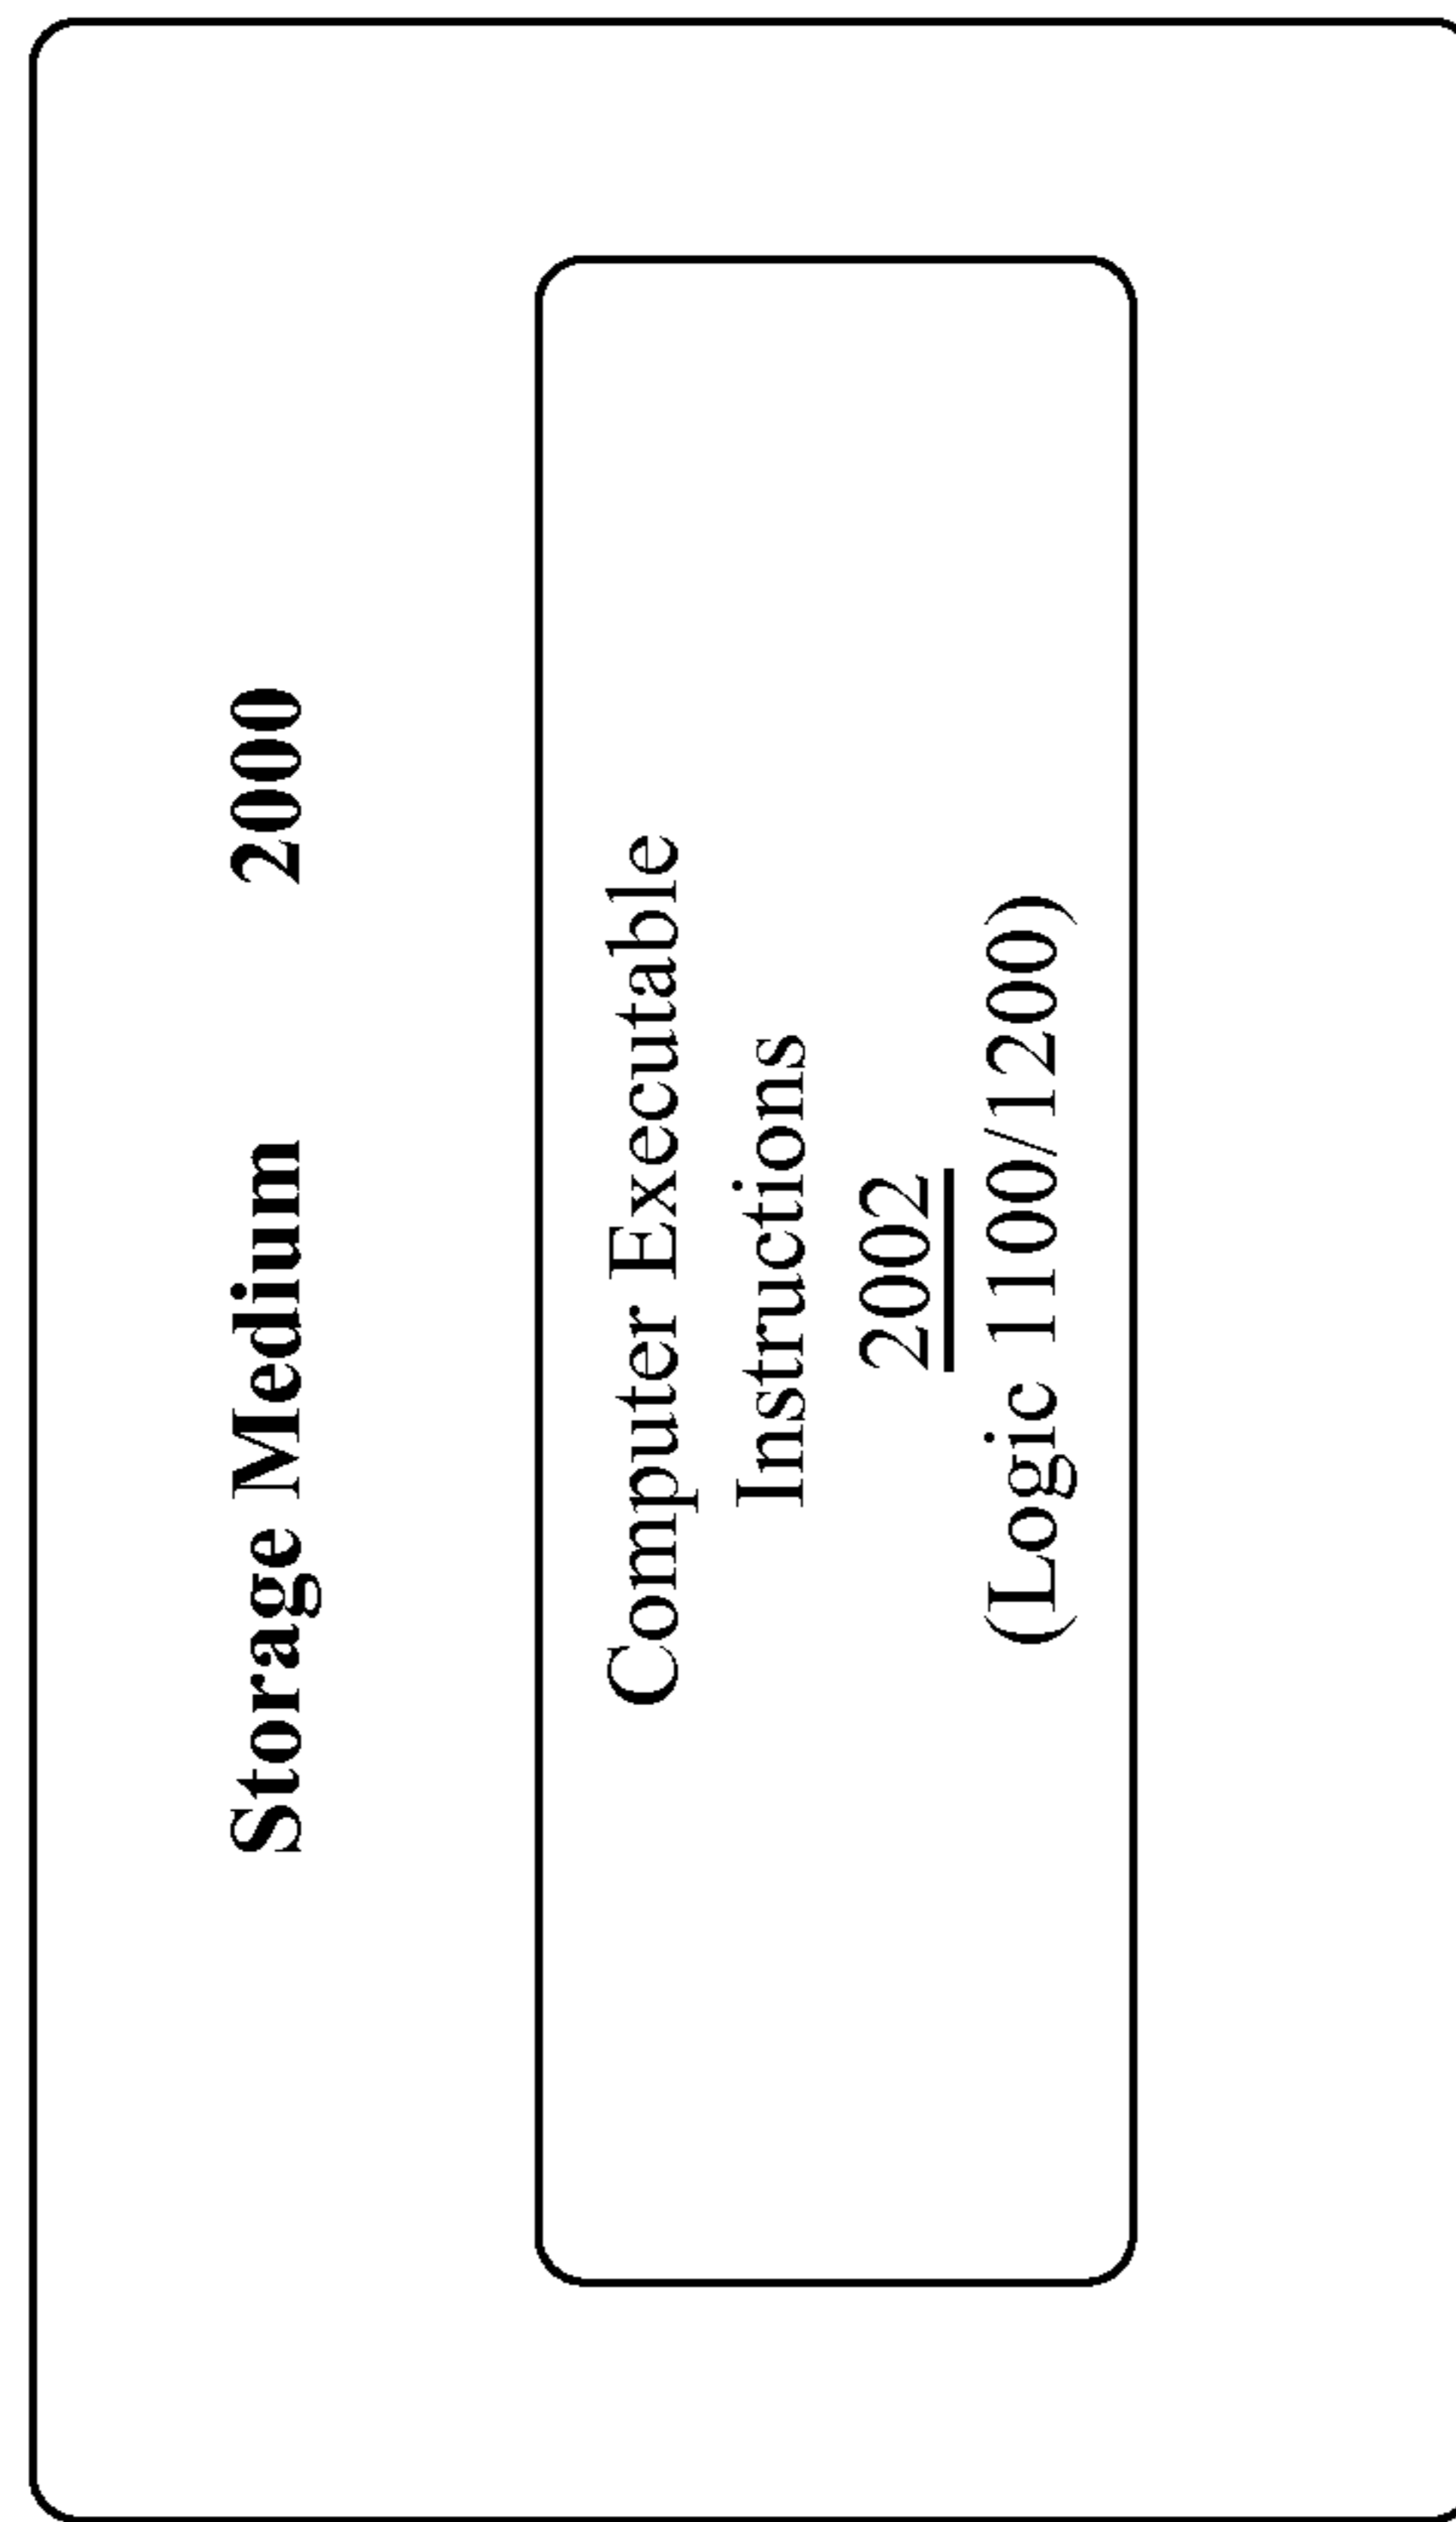 Storage Medium 2000
Computer Executable
Instructions
2002
(Logic 1100/1200)